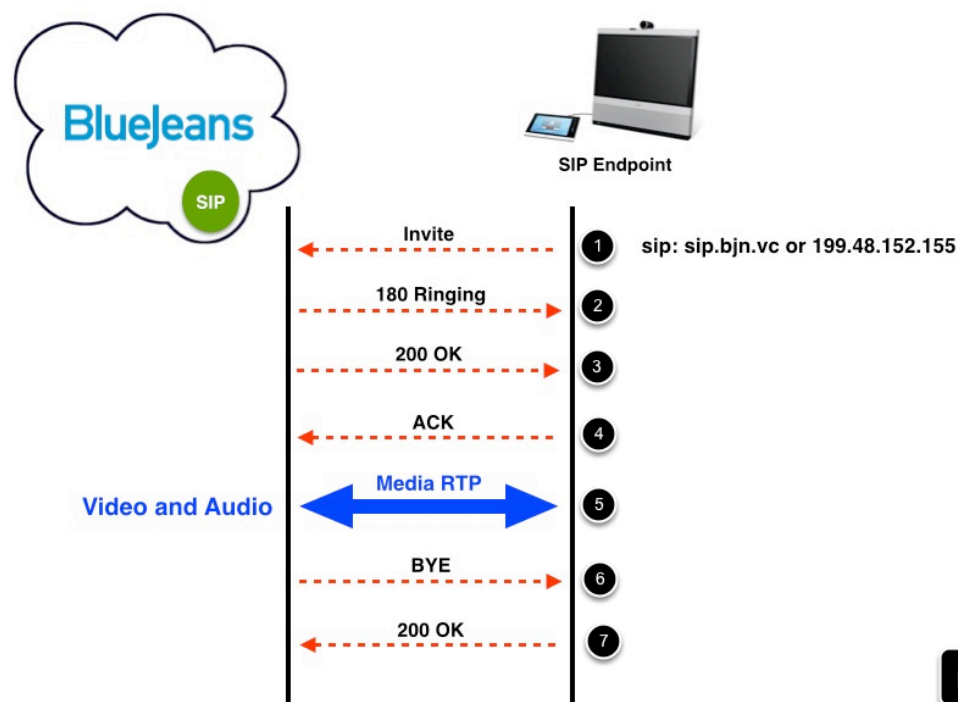 BlueJeans
SIP
SIP Endpoint
Invite
1
sip: sip.bjn.vc or 199.48.152.155
180 Ringing
2
200 OK
3
ACK
4
Video and Audio
Media RTP
5
BYE
6
200 OK
7